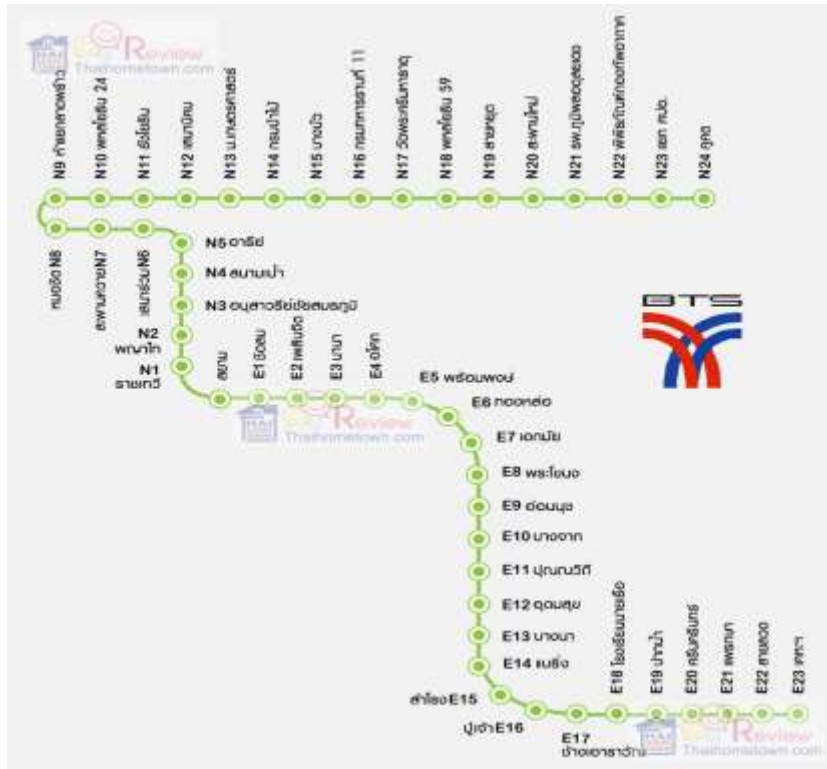 Review
Thaihometown.com
N9 ห้าแยกลาดพร้าว
N10 พหลโยธิน 24
N11 รัชโยธิน
N12 เสนานิคม
N13 ม.เกษตรศาสตร์
N14 กรมป่าไม้
N15 บางบัว
N16 กรมทหารราบที่ 11
N17 วัดพระศรีมหาธาตุ
N18 พหลโยธิน 59
N19 สายหยุด
N20 สะพานใหม่
N21 รพ.ภูมิพลอดุลยเดช
N22 พิพิธภัณฑ์กองทัพอากาศ
N23 แยก คปอ.
N24 คูคต
หมอชิต N8
สะพานควาย N7
เสนาร่วม N6
N5 อารีย์
N4 สนามเป้า
N3 อนุสาวรีย์ชัยสมรภูมิ
N2
พญาไท
N1
ราชเทวี
BTS
สยาม
E1 ชิดลม
E2 เพลินจิต
E3 นานา
E4 อโศก
E5 พร้อมพงษ์
E6 ทองหล่อ
E7 เอกมัย
E8 พระโขนง
E9 อ่อนนุช
E10 บางจาก
E11 ปุณณวิถี
E12 อุดมสุข
E13 บางนา
E14 แบริ่ง
สำโรง E15
ปู่เจ้า E16
E17
ช้างเอราวัณ
E18 โรงเรียนนายเรือ
E19 ปากน้ำ
E20 ศรีนครินทร์
E21 แพรกษา
E22 สายลวด
E23 เคหะฯ
Review
Thaihometown.com
Review
Thaihometown.com